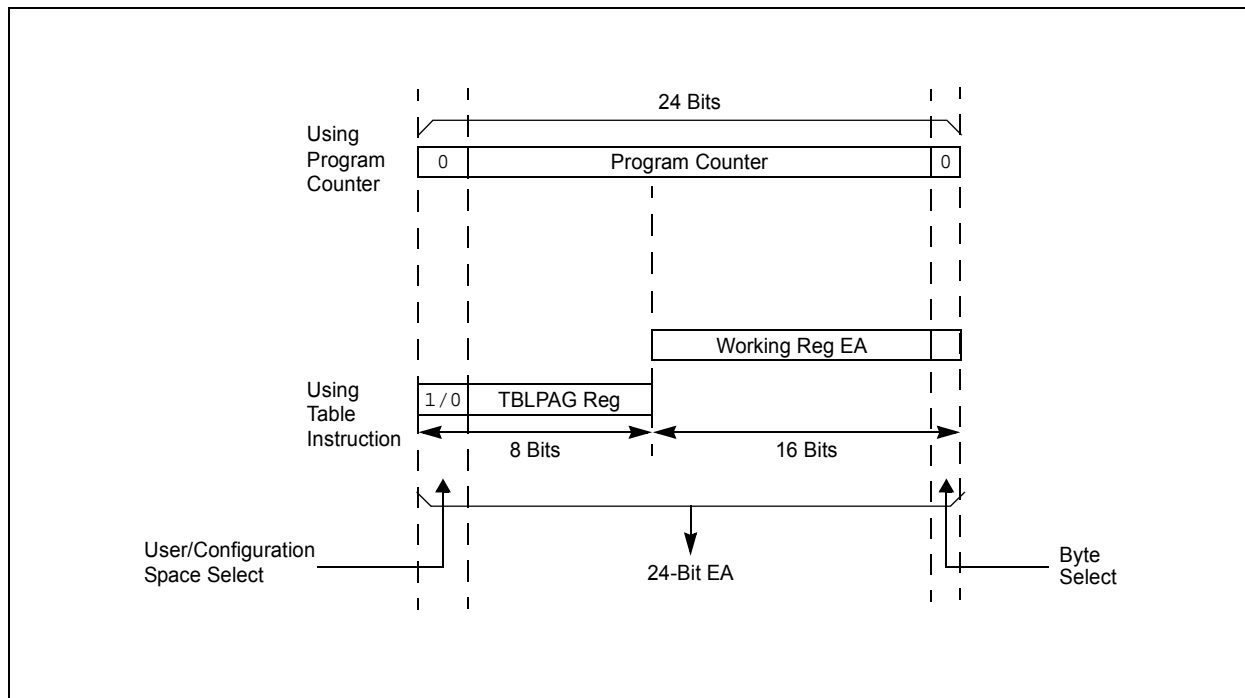 24 Bits
Using
Program
Counter
0
Program Counter
0
Working Reg EA
Using
Table
Instruction
1/0
TBLPAG Reg
8 Bits
16 Bits
User/Configuration
Space Select
24-Bit EA
Byte
Select